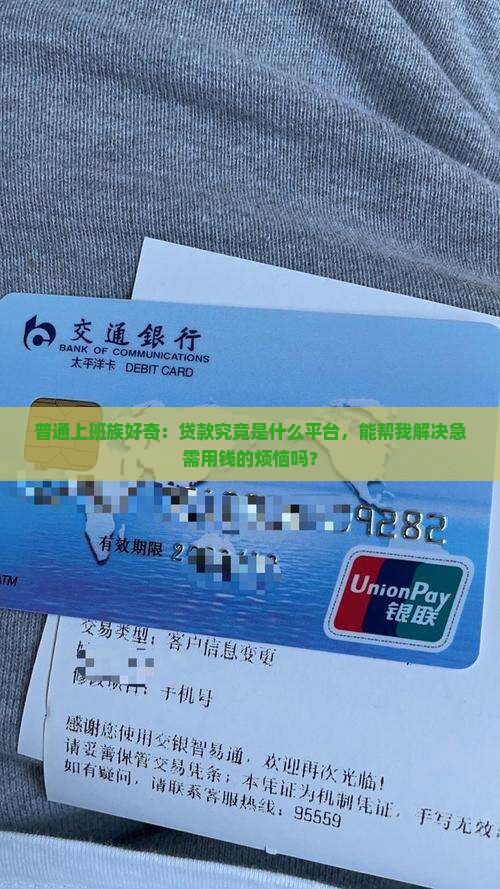 交通銀行
BANK OF COMMUNICATIONS
太平洋卡 DEBIT CARD
普通上班族好奇：贷款究竟是什么平台，能帮我解决急
需用钱的烦恼吗？
9282
有效期限
ATM
UnionPay
银联
交易类型：客户信息变更
手机号
感谢您使用交银智易通，欢迎再次光临！
请妥善保管交易凭条；本凭证为机制凭证，手写无效
如有疑问，请联系客服热线：95559